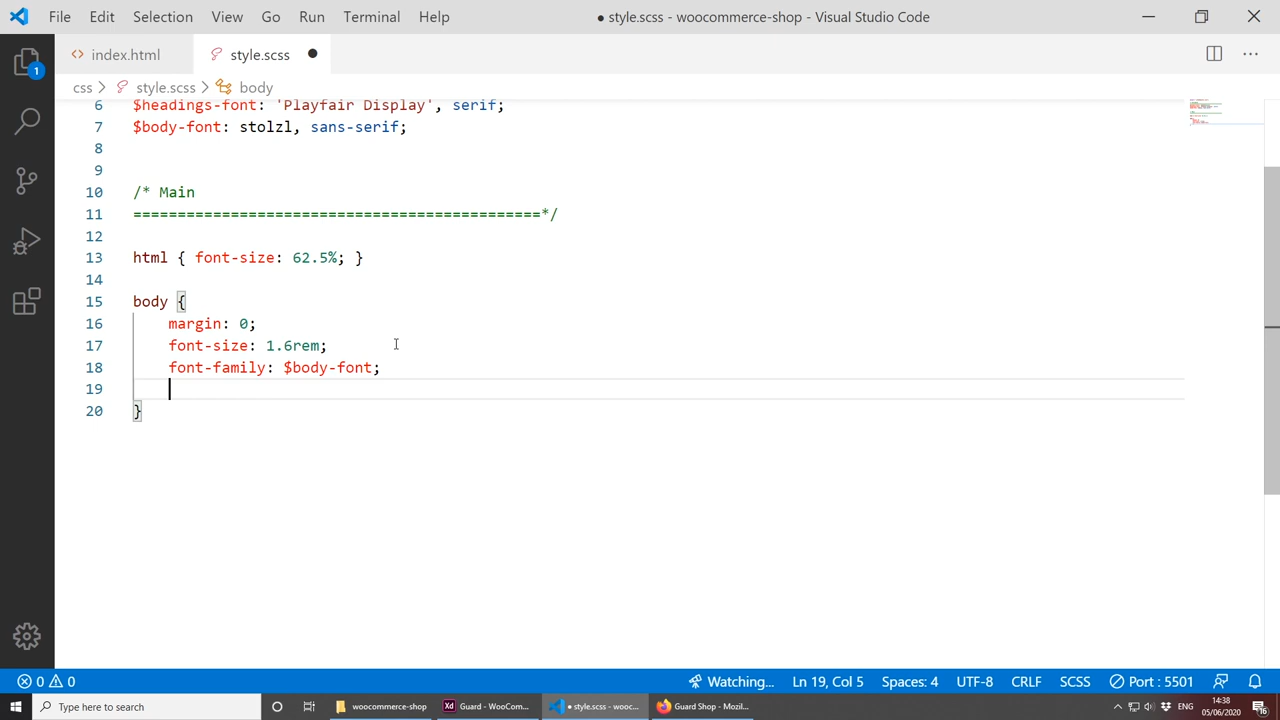 File Edit Selection View Go Run Terminal Help ● style.scss - woocommerce-shop - Visual Studio Code
1
<> index.html style.scss ●
css > style.scss > body
6 $headings-font: 'Playfair Display', serif;
7 $body-font: stolzl, sans-serif;
8
9
10 /* Main
11 ==============================================*/
12
13 html { font-size: 62.5%; }
14
15 body {
16 margin: 0;
17 font-size: 1.6rem;
18 font-family: $body-font;
19
20 }
0 0 Watching... Ln 19, Col 5 Spaces: 4 UTF-8 CRLF SCSS Port : 5501
Type here to search woocommerce-shop Guard - WooCom... ● style.scss - wooc... Guard Shop - Mozil... ENG 14:38 16
05/06/2020